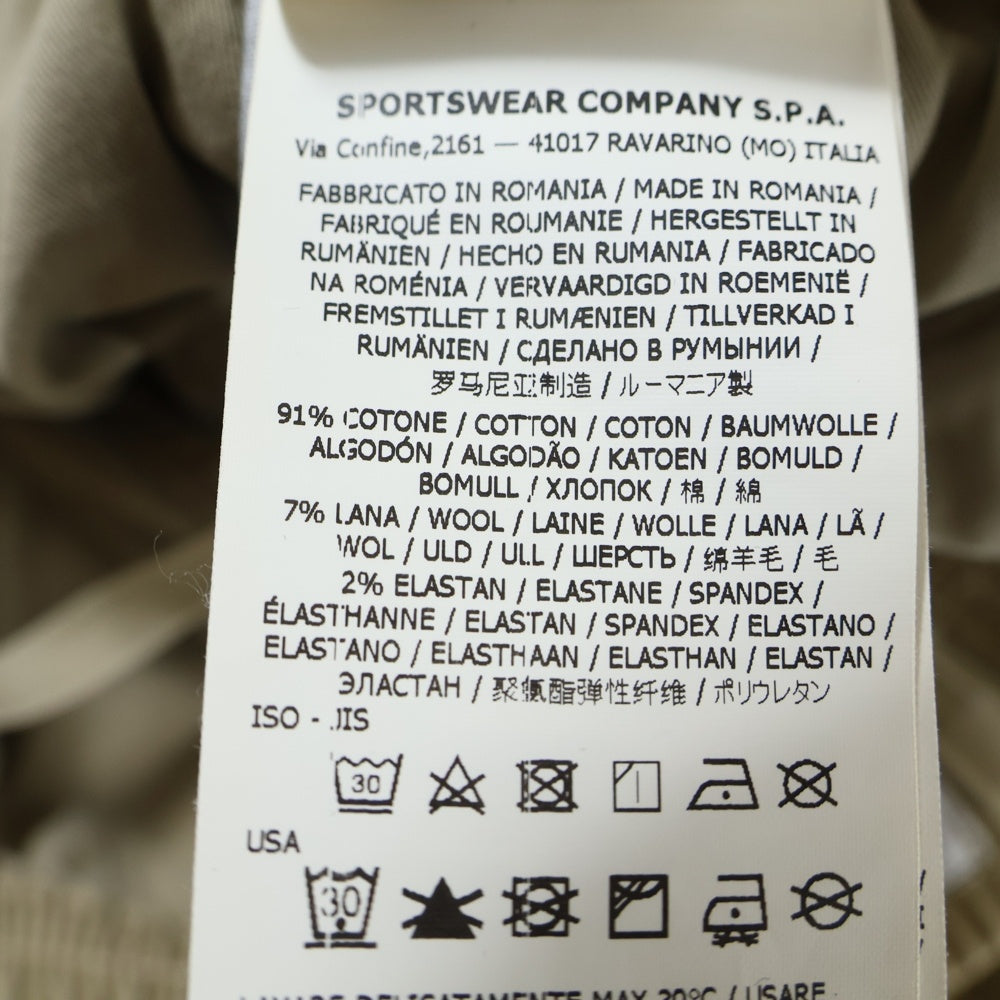 SPORTSWEAR COMPANY S.P.A.
Via Confine,2161 — 41017 RAVARINO (MO) ITALIA
FABBRICATO IN ROMANIA / MADE IN ROMANIA /
FABRIQUÉ EN ROUMANIE / HERGESTELLT IN
RUMÄNIEN / HECHO EN RUMANIA / FABRICADO
NA ROMÉNIA / VERVAARDIGD IN ROEMENIË /
FREMSTILLET I RUMÆNIEN / TILLVERKAD I
RUMÄNIEN / СДЕЛАНО В РУМЫНИИ /
罗马尼亚制造 / ルーマニア製
91% COTONE / COTTON / COTON / BAUMWOLLE /
ALGODÓN / ALGODÃO / KATOEN / BOMULD /
BOMULL / ХЛОПОК / 棉 / 綿
7% LANA / WOOL / LAINE / WOLLE / LANA / LÃ /
WOL / ULD / ULL / ШЕРСТЬ / 绵羊毛 / 毛
2% ELASTAN / ELASTANE / SPANDEX /
ÉLASTHANNE / ELASTAN / SPANDEX / ELASTANO /
ELASTANO / ELASTHAAN / ELASTHAN / ELASTAN /
ЭЛАСТАН / 聚氨酯弹性纤维 / ポリウレタン
ISO - JIS
30
USA
30
LAVARE DELICATAMENTE MAX 30°C / USARE